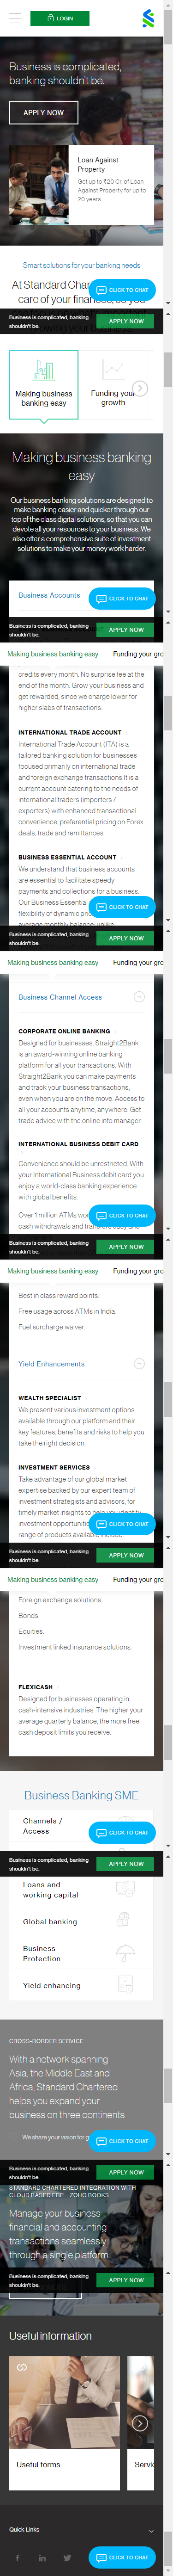 LOGIN
Business is complicated,
banking shouldn't be.
APPLY NOW
Loan Against
Property
Get up to ₹20 Cr. of Loan
Against Property for up to
20 years.
Smart solutions for your banking needs.
At Standard Charter
care of your finances, so you
CLICK TO CHAT
Business is complicated, banking
shouldn't be.
APPLY NOW
Making business
banking easy
Funding your
growth
Making business banking
easy
Our business banking solutions are designed to
make banking easier and quicker through our
top of the class digital solutions, so that you can
devote all your resources to your business. We
also offer a comprehensive suite of investment
solutions to make your money work harder.
Business Accounts
CLICK TO CHAT
Business is complicated, banking
shouldn't be.
APPLY NOW
Making business banking easy
Funding your gro
credits every month. No surprise fee at the
end of the month. Grow your business and
get rewarded, since we charge lower for
higher slabs of transactions.
INTERNATIONAL TRADE ACCOUNT
International Trade Account (ITA) is a
tailored banking solution for businesses
focused primarily on international trade
and foreign exchange transactions. It is a
current account catering to the needs of
international importers (importers /
exporters) with enhanced transactional
convenience, preferential pricing on Forex
deals, trade and remittances.
BUSINESS ESSENTIAL ACCOUNT
We understand that business accounts
are essential to facilitate speedy
payments and collections for a business.
Our Business Essential
flexibility of dynamic pric
average monthly balance, unlike
CLICK TO CHAT
Business is complicated, banking
shouldn't be.
APPLY NOW
Making business banking easy
Funding your gro
Business Channel Access
CORPORATE ONLINE BANKING
Designed for businesses, Straight2Bank
is an award-winning online banking
platform for all your transactions. With
Straight2Bank you can make payments
and track your business transactions,
even when you are on the move. Access to
all your accounts anytime, anywhere. Get
trade advice with the online info manager.
INTERNATIONAL BUSINESS DEBIT CARD
Convenience should be unrestricted. With
your International Business debit card you
enjoy a world-class banking experience
with global benefits.
Over 1 million ATMs wor
cash withdrawals and
CLICK TO CHAT
Business is complicated, banking
shouldn't be.
APPLY NOW
Making business banking easy
Funding your gro
Best in class reward points.
Free usage across ATMs in India.
Fuel surcharge waiver.
Yield Enhancements
WEALTH SPECIALIST
We present various investment options
available through our platform and their
key features, benefits and risks to help you
take the right decision.
INVESTMENT SERVICES
Take advantage of our global market
expertise backed by our expert team of
investment strategists and advisors, for
timely market insights to help you identify
investment opportunities
range of products available
CLICK TO CHAT
Business is complicated, banking
shouldn't be.
APPLY NOW
Making business banking easy
Funding your gro
Foreign exchange solutions.
Bonds.
Equities.
Investment linked insurance solutions.
FLEXICASH
Designed for businesses operating in
cash-intensive industries. The higher your
average quarterly balance, the more free
cash deposit limits you receive.
Business Banking SME
Channels /
Access
CLICK TO CHAT
Business is complicated, banking
shouldn't be.
APPLY NOW
Loans and
working capital
Global banking
Business
Protection
Yield enhancing
CROSS-BORDER SERVICE
With a network spanning
Asia, the Middle East and
Africa, Standard Chartered
helps you expand your
business on three continents
We share your vision for g
CLICK TO CHAT
Business is complicated, banking
shouldn't be.
APPLY NOW
STANDARD CHARTERED INTEGRATION WITH
CLOUD BASED ERP – ZOHO BOOKS
Manage your business
financial and accounting
transactions seamlessly
through a single platform.
Business is complicated, banking
shouldn't be.
APPLY NOW
Useful information
Useful forms
Servic
Quick Links
CLICK TO CHAT